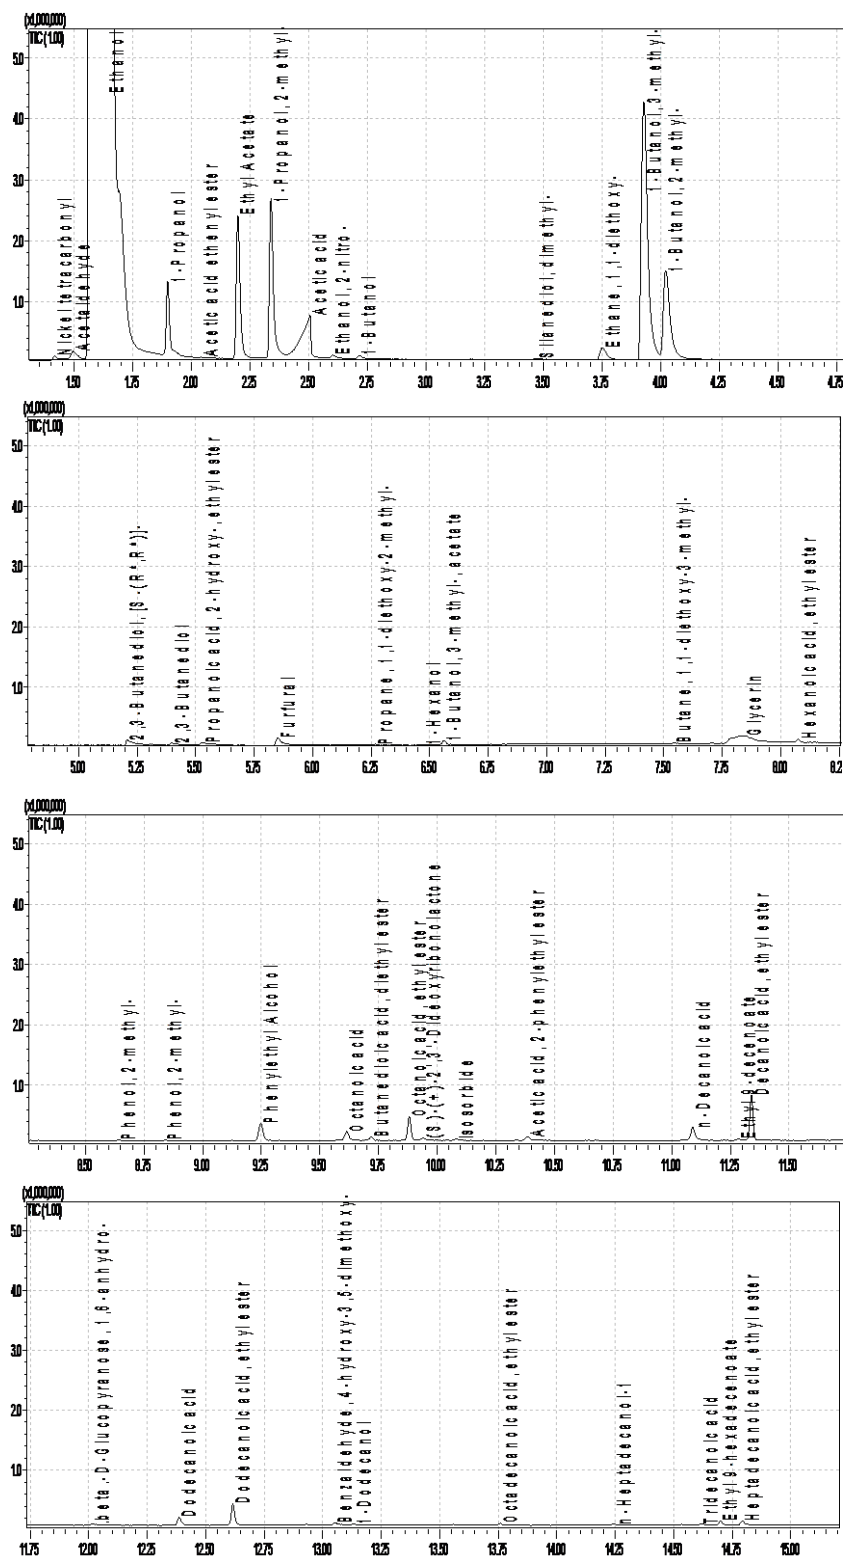 (x1,000,000)
TIC (1.00)
5.0
4.0
3.0
2.0
1.0
Nickel tetracarbonyl
Acetaldehyde
Ethanol
1-Propanol
Acetic acid ethenyl ester
Ethyl Acetate
1-Propanol, 2-methyl-
Acetic acid
Ethanol, 2-nitro-
1-Butanol
Silanediol, dimethyl-
Ethane, 1,1-diethoxy-
1-Butanol, 3-methyl-
1-Butanol, 2-methyl-
1.50 1.75 2.00 2.25 2.50 2.75 3.00 3.25 3.50 3.75 4.00 4.25 4.50 4.75
(x1,000,000)
TIC (1.00)
5.0
4.0
3.0
2.0
1.0
2,3-Butanediol, [S-(R*,R*)]-
2,3-Butanediol
Propanoic acid, 2-hydroxy-, ethyl ester
Furfural
Propane, 1,1-diethoxy-2-methyl-
1-Hexanol
1-Butanol, 3-methyl-, acetate
Butane, 1,1-diethoxy-3-methyl-
Glycerin
Hexanoic acid, ethyl ester
5.00 5.25 5.50 5.75 6.00 6.25 6.50 6.75 7.00 7.25 7.50 7.75 8.00 8.25
(x1,000,000)
TIC (1.00)
5.0
4.0
3.0
2.0
1.0
Phenol, 2-methyl-
Phenol, 2-methyl-
Phenylethyl Alcohol
Octanoic acid
Butanedioic acid, diethyl ester
Octanoic acid, ethyl ester
(S)-(+)-2',3'-Dideoxyribonolactone
Isosorbide
Acetic acid, 2-phenylethyl ester
n-Decanoic acid
Ethyl 9-decenoate
Decanoic acid, ethyl ester
8.50 8.75 9.00 9.25 9.50 9.75 10.00 10.25 10.50 10.75 11.00 11.25 11.50
(x1,000,000)
TIC (1.00)
5.0
4.0
3.0
2.0
1.0
.beta.-D-Glucopyranose, 1,6-anhydro-
Dodecanoic acid
Dodecanoic acid, ethyl ester
Benzaldehyde, 4-hydroxy-3,5-dimethoxy-
1-Dodecanol
Octadecanoic acid, ethyl ester
n-Heptadecanol-1
Tridecanoic acid
Ethyl 9-hexadecenoate
Heptadecanoic acid, ethyl ester
11.75 12.00 12.25 12.50 12.75 13.00 13.25 13.50 13.75 14.00 14.25 14.50 14.75 15.00